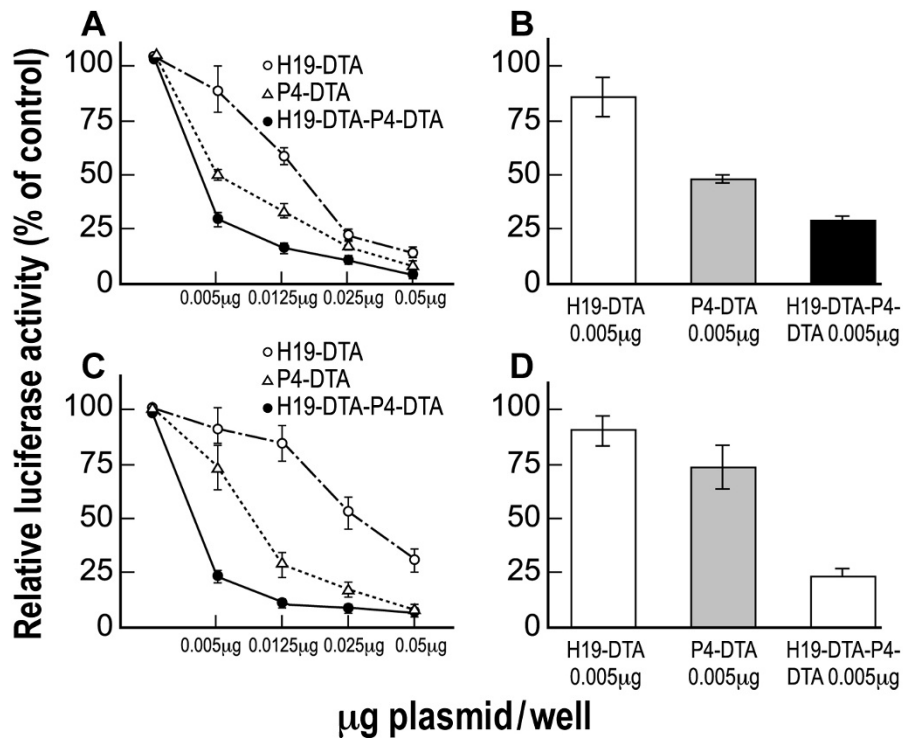 Relative luciferase activity (% of control)
A
H19-DTA
P4-DTA
H19-DTA-P4-DTA
100
75
50
25
0
0.005μg
0.0125μg
0.025μg
0.05μg
B
100
75
50
25
0
H19-DTA
0.005μg
P4-DTA
0.005μg
H19-DTA-P4-
DTA 0.005μg
C
H19-DTA
P4-DTA
H19-DTA-P4-DTA
100
75
50
25
0
0.005μg
0.0125μg
0.025μg
0.05μg
D
100
75
50
25
0
H19-DTA
0.005μg
P4-DTA
0.005μg
H19-DTA-P4-
DTA 0.005μg
μg plasmid/well